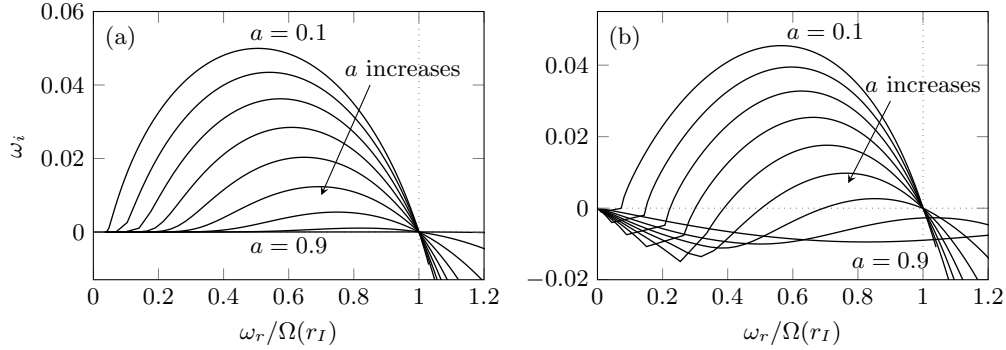 0.06
(a)
a = 0.1
a increases
0.04
ω_i
0.02
0
a = 0.9
0 0.2 0.4 0.6 0.8 1 1.2
ω_r/Ω(r_I)
(b)
a = 0.1
0.04
a increases
0.02
0
a = 0.9
−0.02
0 0.2 0.4 0.6 0.8 1 1.2
ω_r/Ω(r_I)